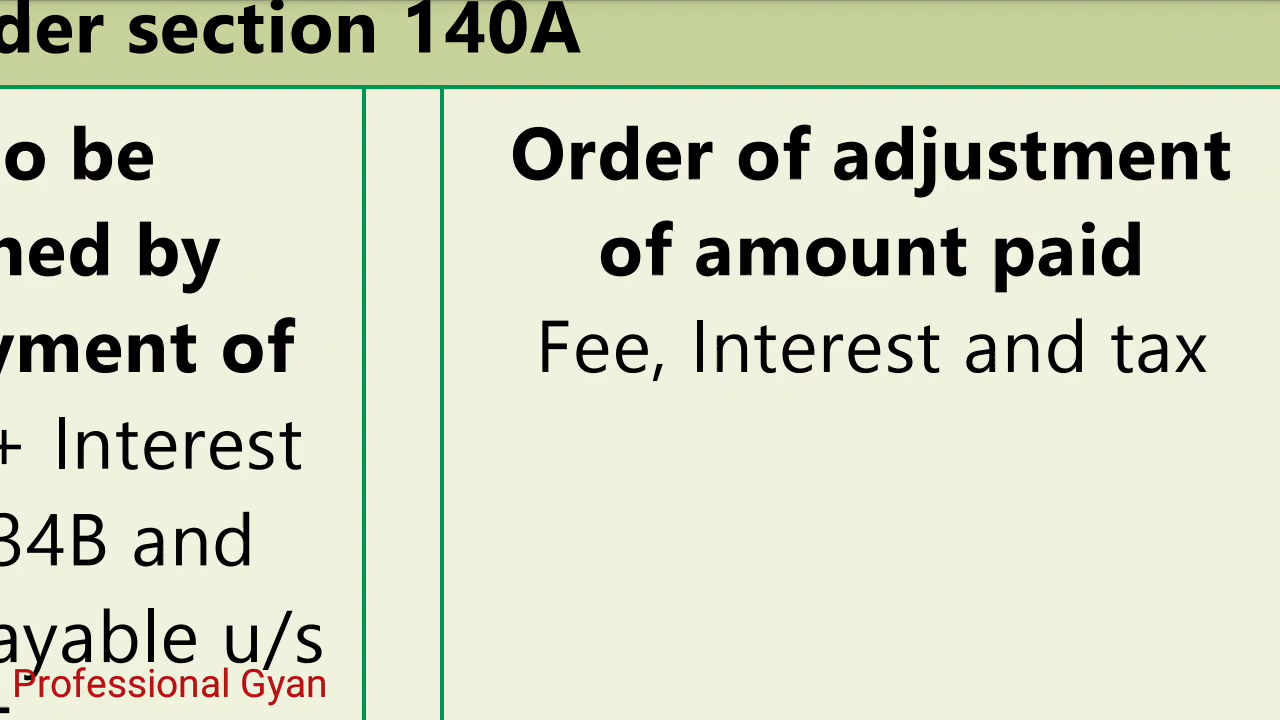 der section 140A
o be
ned by
yment of
+ Interest
34B and
ayable u/s
Order of adjustment
of amount paid
Fee, Interest and tax
Professional Gyan